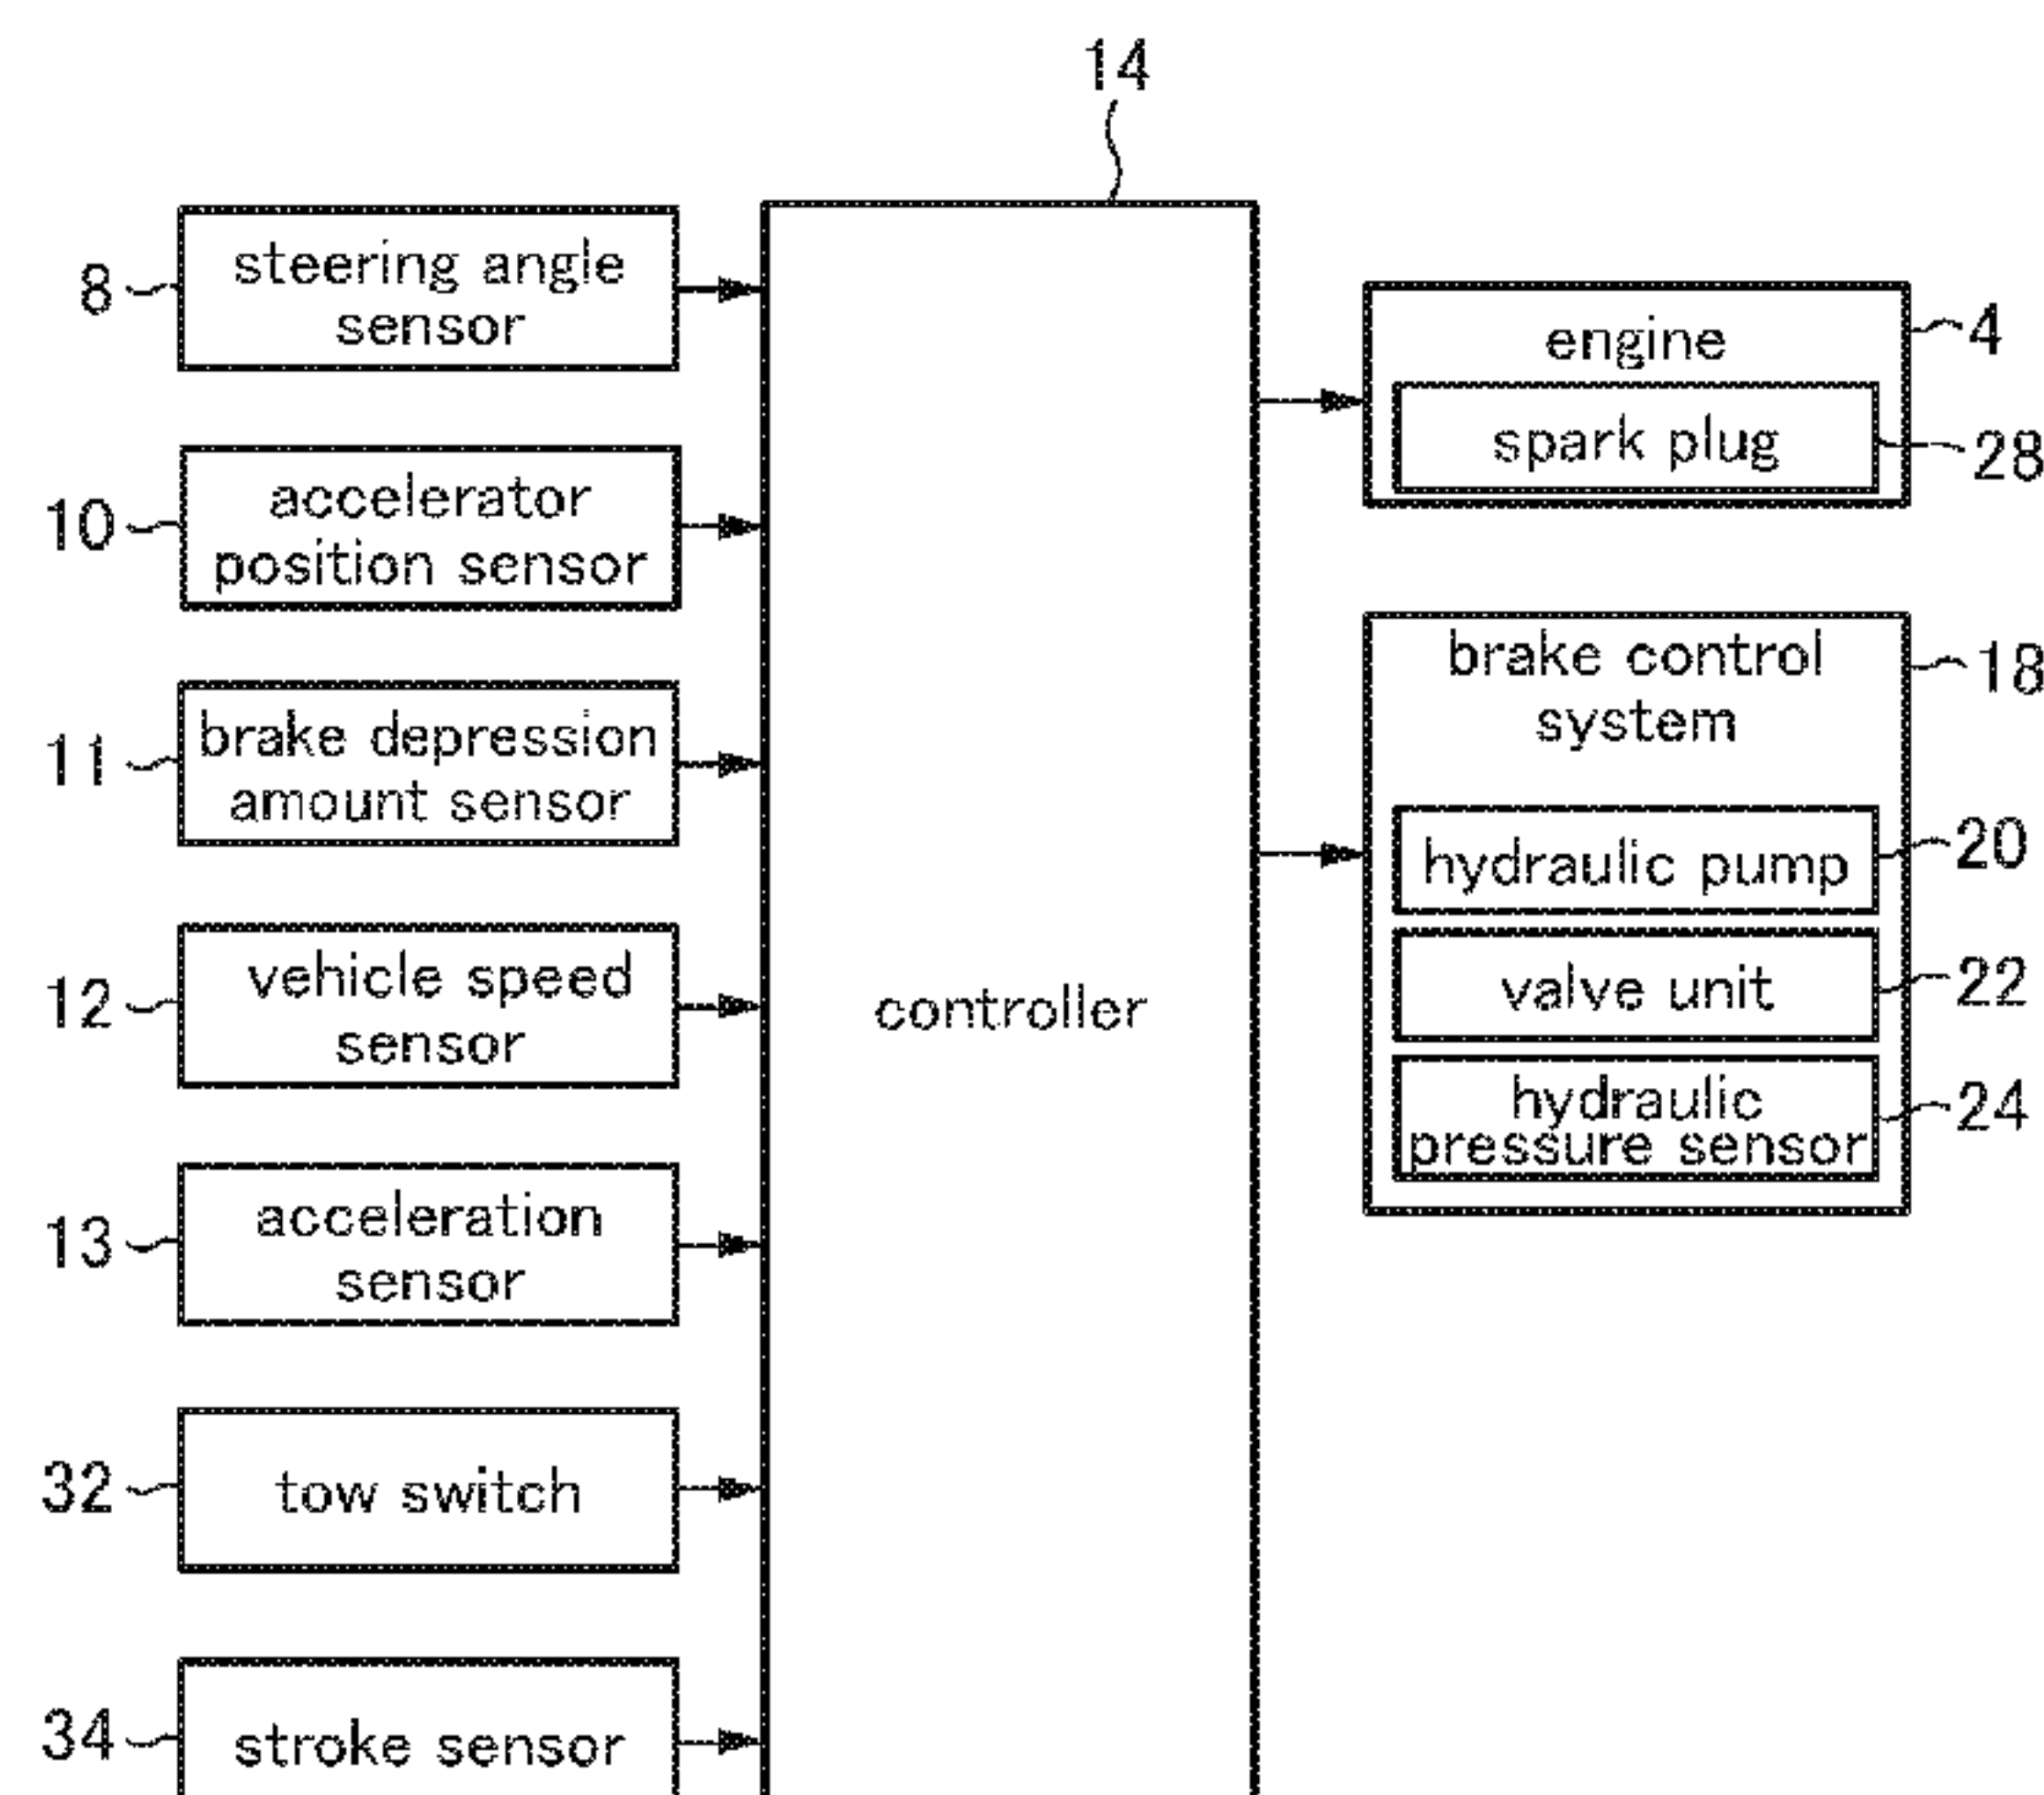 14
8
steering angle
sensor
10
accelerator
position sensor
11
brake depression
amount sensor
12
vehicle speed
sensor
13
acceleration
sensor
32
tow switch
34
stroke sensor
controller
engine
4
spark plug
28
brake control
system
18
hydraulic pump
20
valve unit
22
hydraulic
pressure sensor
24